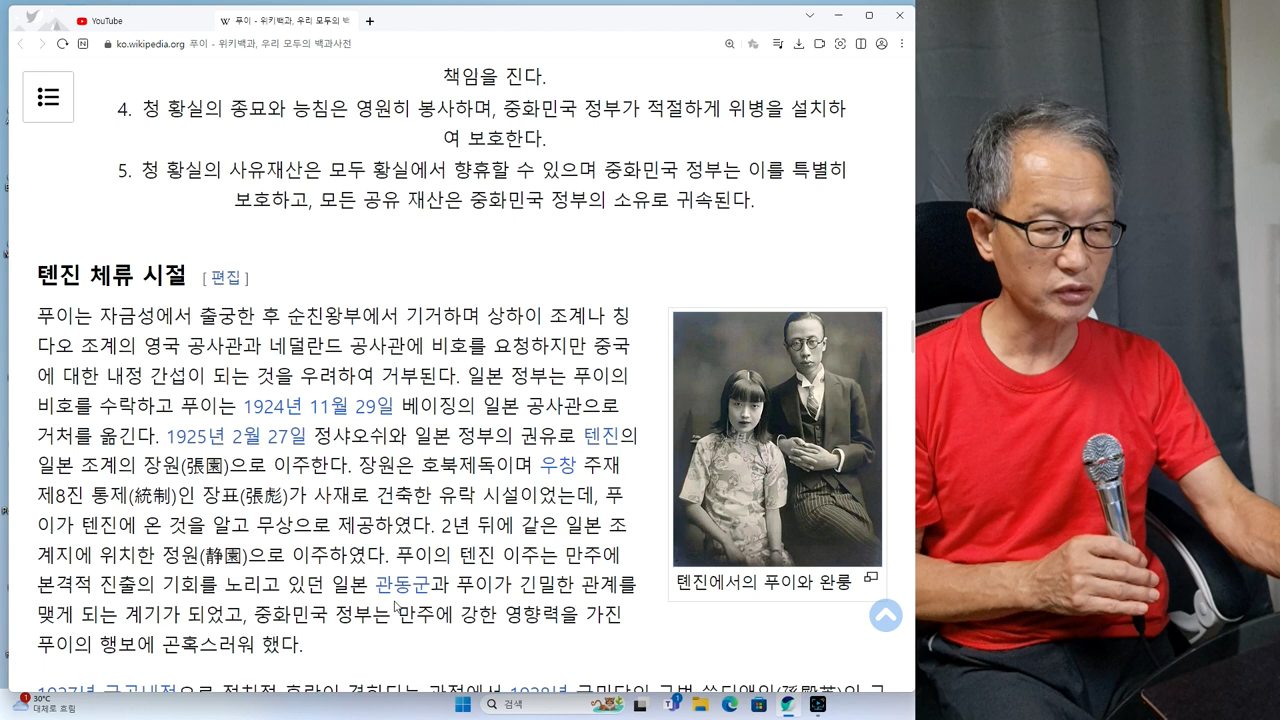 YouTube
푸이 - 위키백과, 우리 모두의 백
ko.wikipedia.org 푸이 - 위키백과, 우리 모두의 백과사전
책임을 진다.
4. 청 황실의 종묘와 능침은 영원히 봉사하며, 중화민국 정부가 적절하게 위병을 설치하
여 보호한다.
5. 청 황실의 사유재산은 모두 황실에서 향휴할 수 있으며 중화민국 정부는 이를 특별히
보호하고, 모든 공유 재산은 중화민국 정부의 소유로 귀속된다.
톈진 체류 시절 [ 편집 ]
푸이는 자금성에서 출궁한 후 순친왕부에서 기거하며 상하이 조계나 칭
다오 조계의 영국 공사관과 네덜란드 공사관에 비호를 요청하지만 중국
에 대한 내정 간섭이 되는 것을 우려하여 거부된다. 일본 정부는 푸이의
비호를 수락하고 푸이는 1924년 11월 29일 베이징의 일본 공사관으로
거처를 옮긴다. 1925년 2월 27일 정샤오쉬와 일본 정부의 권유로 톈진의
일본 조계의 장원(張園)으로 이주한다. 장원은 호북제독이며 우창 주재
제8진 통제(統制)인 장표(張彪)가 사재로 건축한 유락 시설이었는데, 푸
이가 톈진에 온 것을 알고 무상으로 제공하였다. 2년 뒤에 같은 일본 조
계지에 위치한 정원(静園)으로 이주하였다. 푸이의 톈진 이주는 만주에
본격적 진출의 기회를 노리고 있던 일본 관동군과 푸이가 긴밀한 관계를
맺게 되는 계기가 되었고, 중화민국 정부는 만주에 강한 영향력을 가진
푸이의 행보에 곤혹스러워 했다.
톈진에서의 푸이와 완룽
30°C
대체로 흐림
검색